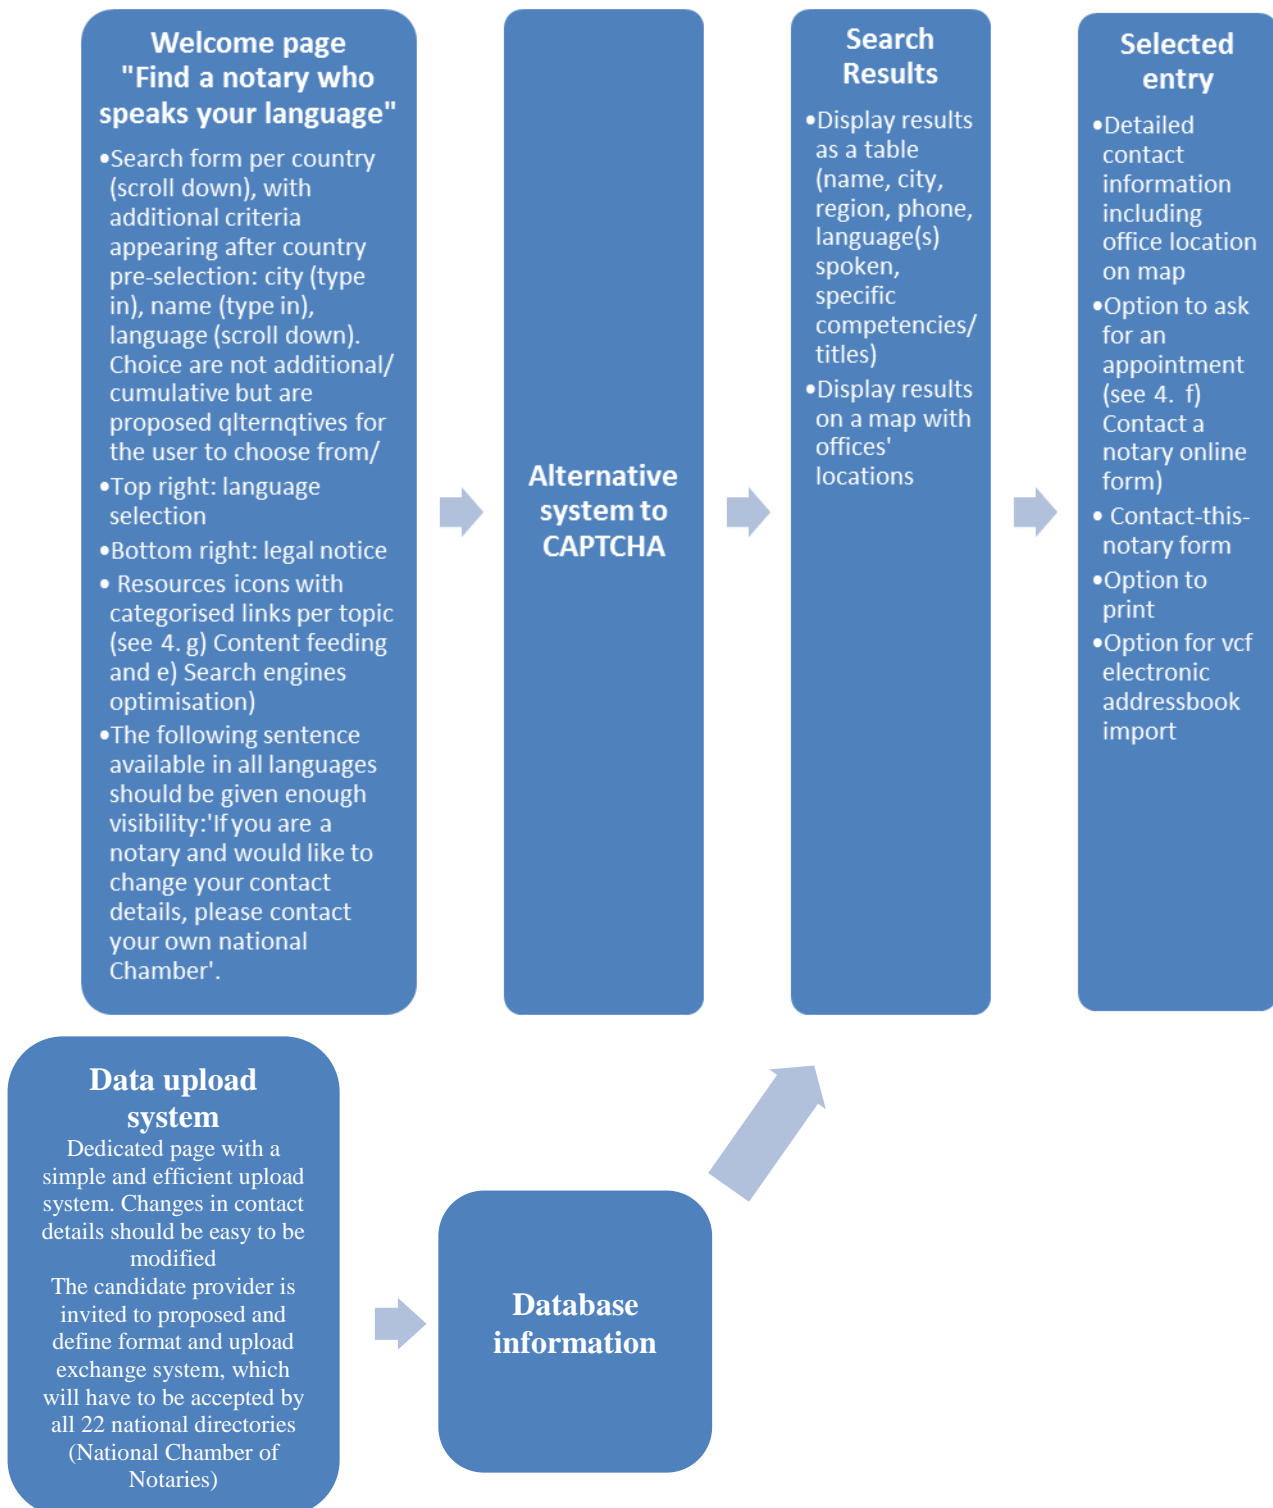 Welcome page
"Find a notary who
speaks your language"
•Search form per country
(scroll down), with
additional criteria
appearing after country
pre-selection: city (type
in), name (type in),
language (scroll down).
Choice are not additional/
cumulative but are
proposed qlternqtives for
the user to choose from/
•Top right: language
selection
•Bottom right: legal notice
• Resources icons with
categorised links per topic
(see 4. g) Content feeding
and e) Search engines
optimisation)
•The following sentence
available in all languages
should be given enough
visibility:'If you are a
notary and would like to
change your contact
details, please contact
your own national
Chamber'.
Alternative
system to
CAPTCHA
Search
Results
•Display results
as a table
(name, city,
region, phone,
language(s)
spoken,
specific
competencies/
titles)
•Display results
on a map with
offices'
locations
Selected
entry
•Detailed
contact
information
including
office location
on map
•Option to ask
for an
appointment
(see 4. f)
Contact a
notary online
form)
• Contact-this-
notary form
•Option to
print
•Option for vcf
electronic
addressbook
import
Data upload
system
Dedicated page with a
simple and efficient upload
system. Changes in contact
details should be easy to be
modified
The candidate provider is
invited to proposed and
define format and upload
exchange system, which
will have to be accepted by
all 22 national directories
(National Chamber of
Notaries)
Database
information